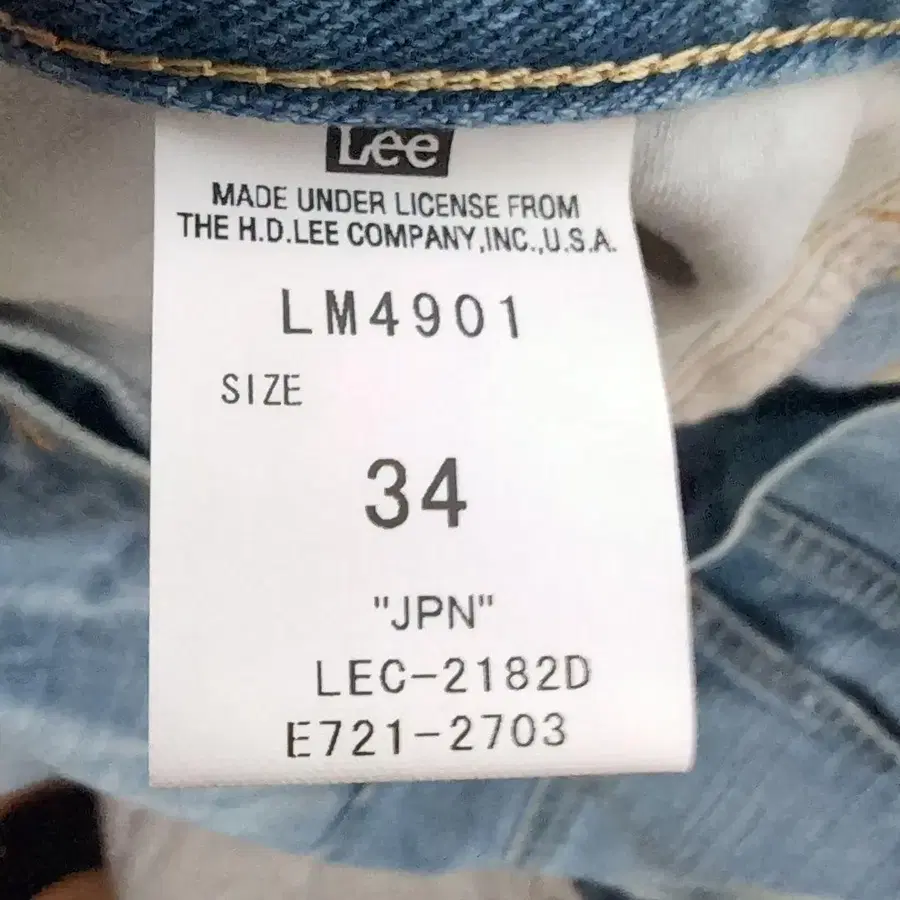 Lee
MADE UNDER LICENSE FROM
THE H.D.LEE COMPANY,INC.,U.S.A.
LM4901
SIZE
34
"JPN"
LEC-2182D
E721-2703